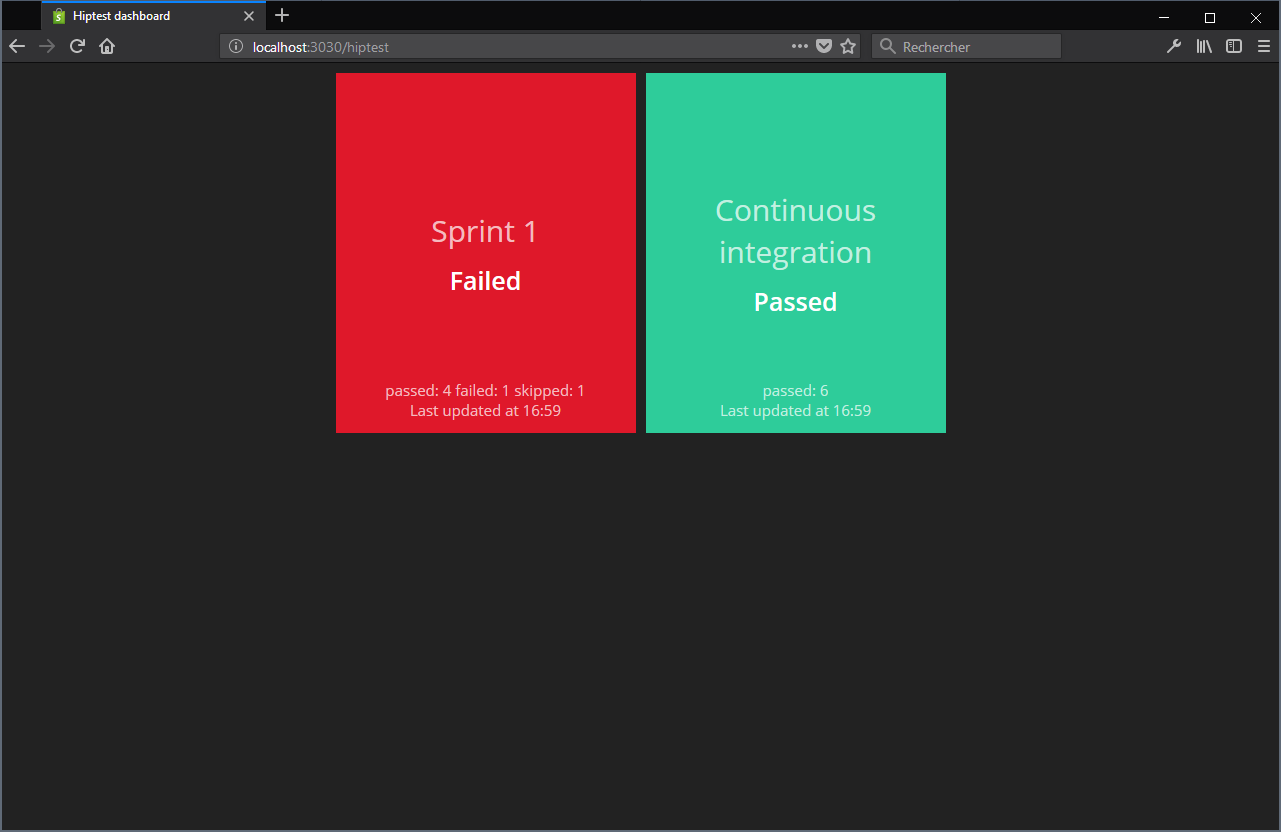 Hiptest dashboard
localhost:3030/hiptest
Rechercher
Sprint 1
Failed
passed: 4 failed: 1 skipped: 1
Last updated at 16:59
Continuous
integration
Passed
passed: 6
Last updated at 16:59